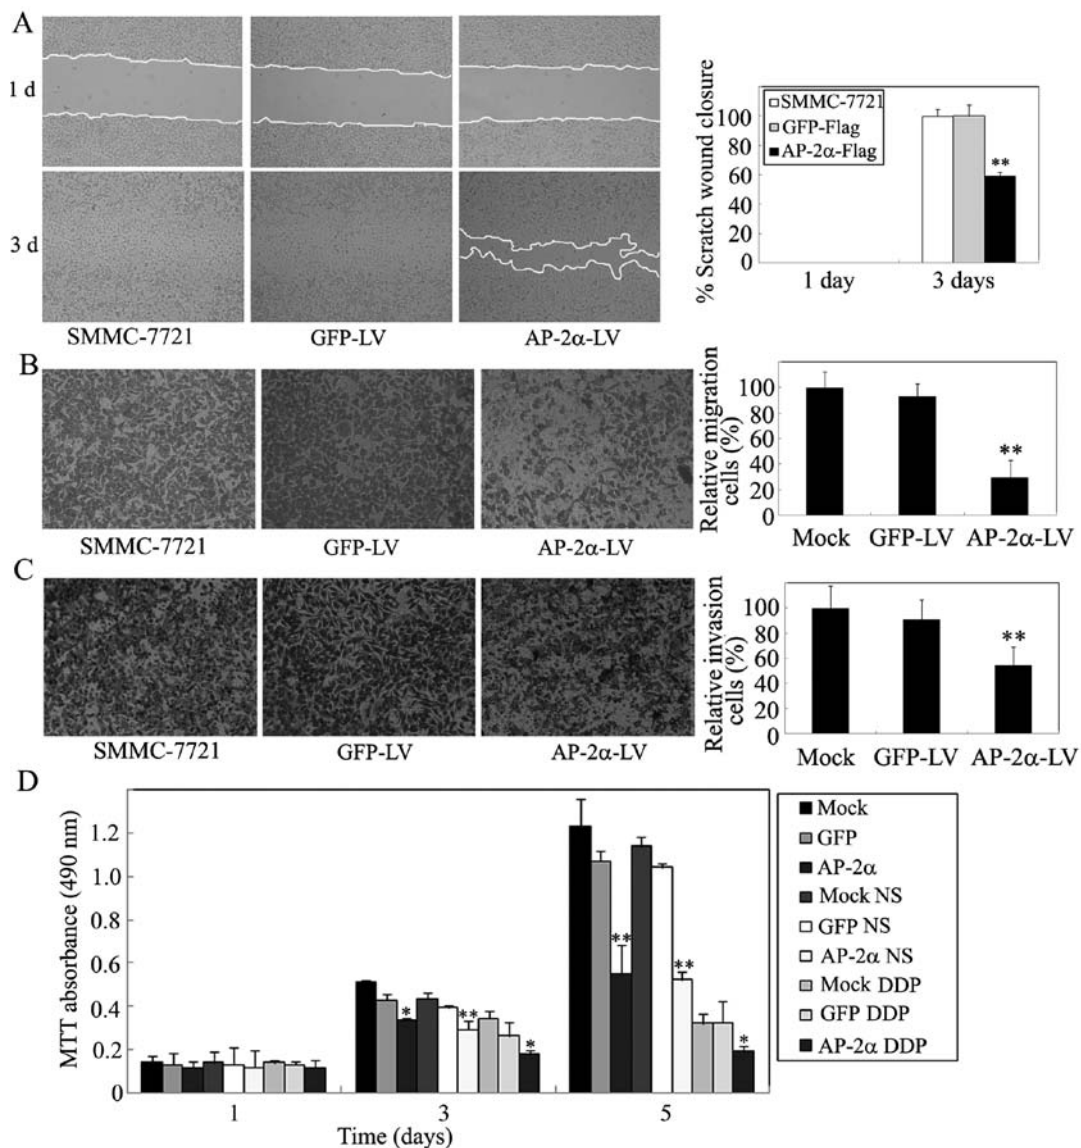 A
1 d
3 d
SMMC-7721
GFP-LV
AP-2α-LV
% Scratch wound closure
100
80
60
40
20
0
SMMC-7721
GFP-Flag
AP-2α-Flag
**
1 day
3 days
B
SMMC-7721
GFP-LV
AP-2α-LV
Relative migration
cells (%)
100
80
60
40
20
0
**
Mock
GFP-LV
AP-2α-LV
C
SMMC-7721
GFP-LV
AP-2α-LV
Relative invasion
cells (%)
100
80
60
40
20
0
**
Mock
GFP-LV
AP-2α-LV
D
MTT absorbance (490 nm)
1.2
1.0
0.8
0.6
0.4
0.2
0
*
**
*
**
**
*
1
3
5
Time (days)
Mock
GFP
AP-2α
Mock NS
GFP NS
AP-2α NS
Mock DDP
GFP DDP
AP-2α DDP